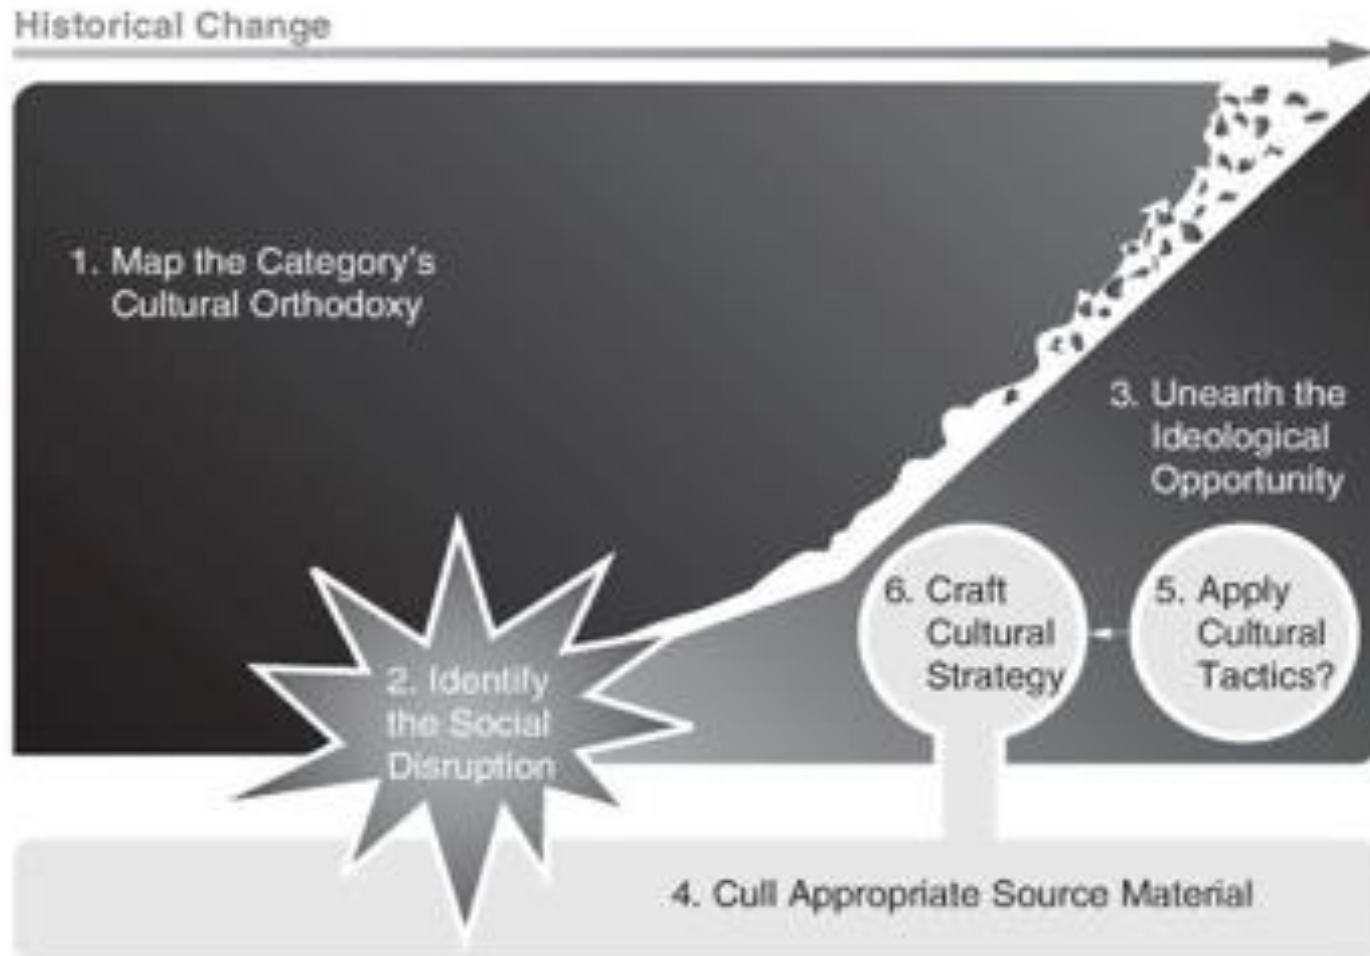 Historical Change
1. Map the Category's
Cultural Orthodoxy
2. Identify
the Social
Disruption
3. Unearth the
Ideological
Opportunity
6. Craft
Cultural
Strategy
5. Apply
Cultural
Tactics?
4. Cull Appropriate Source Material